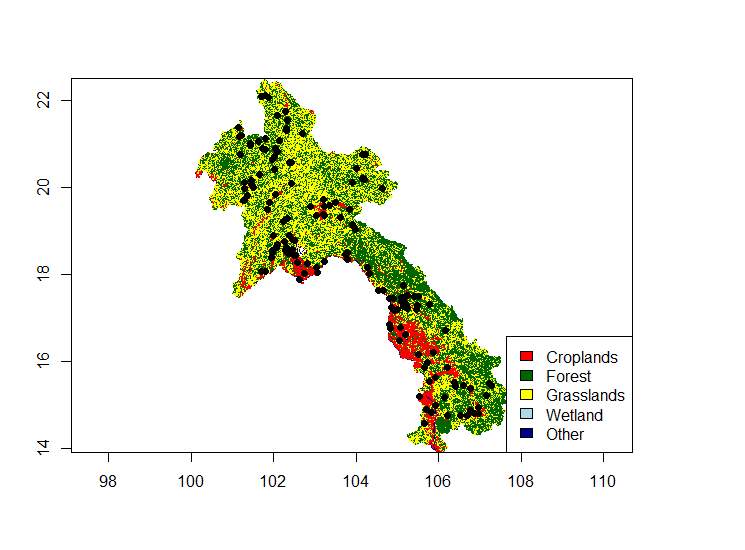 22
20
18
16
14
Croplands
Forest
Grasslands
Wetland
Other
98 100 102 104 106 108 110